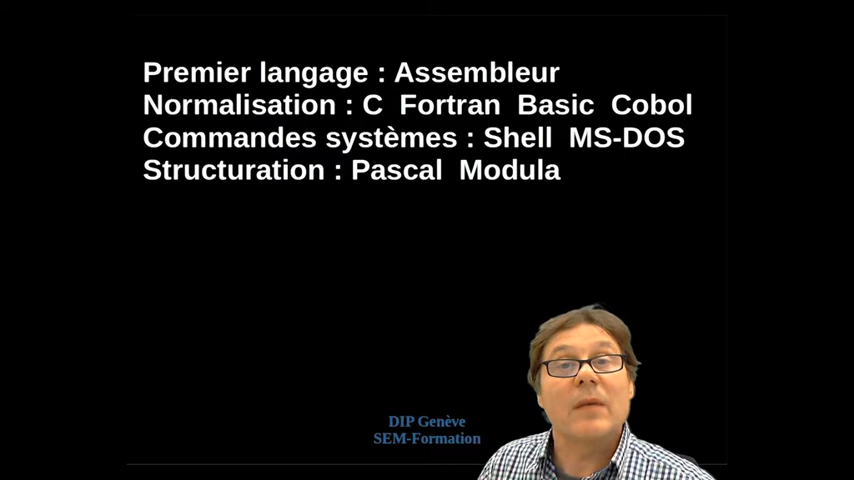 Premier langage : Assembleur
Normalisation : C Fortran Basic Cobol
Commandes systèmes : Shell MS-DOS
Structuration : Pascal Modula
DIP Genève
SEM-Formation